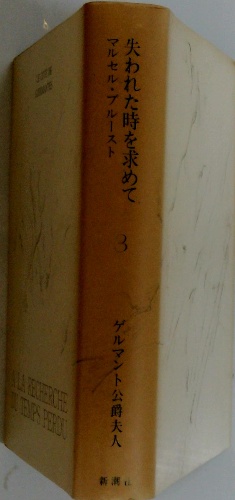 失われた時を求めて
マルセル・プルースト
3
ゲルマント公爵夫人
新潮社
A LA RECHERCHE
DU TEMPS PERDU